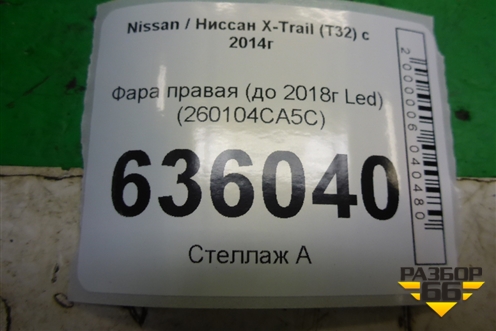 Nissan / Ниссан X-Trail (T32) с
2014г
Фара правая (до 2018г Led)
(260104CA5C)
636040
Стеллаж А
2000006040480
РАЗБОР
66